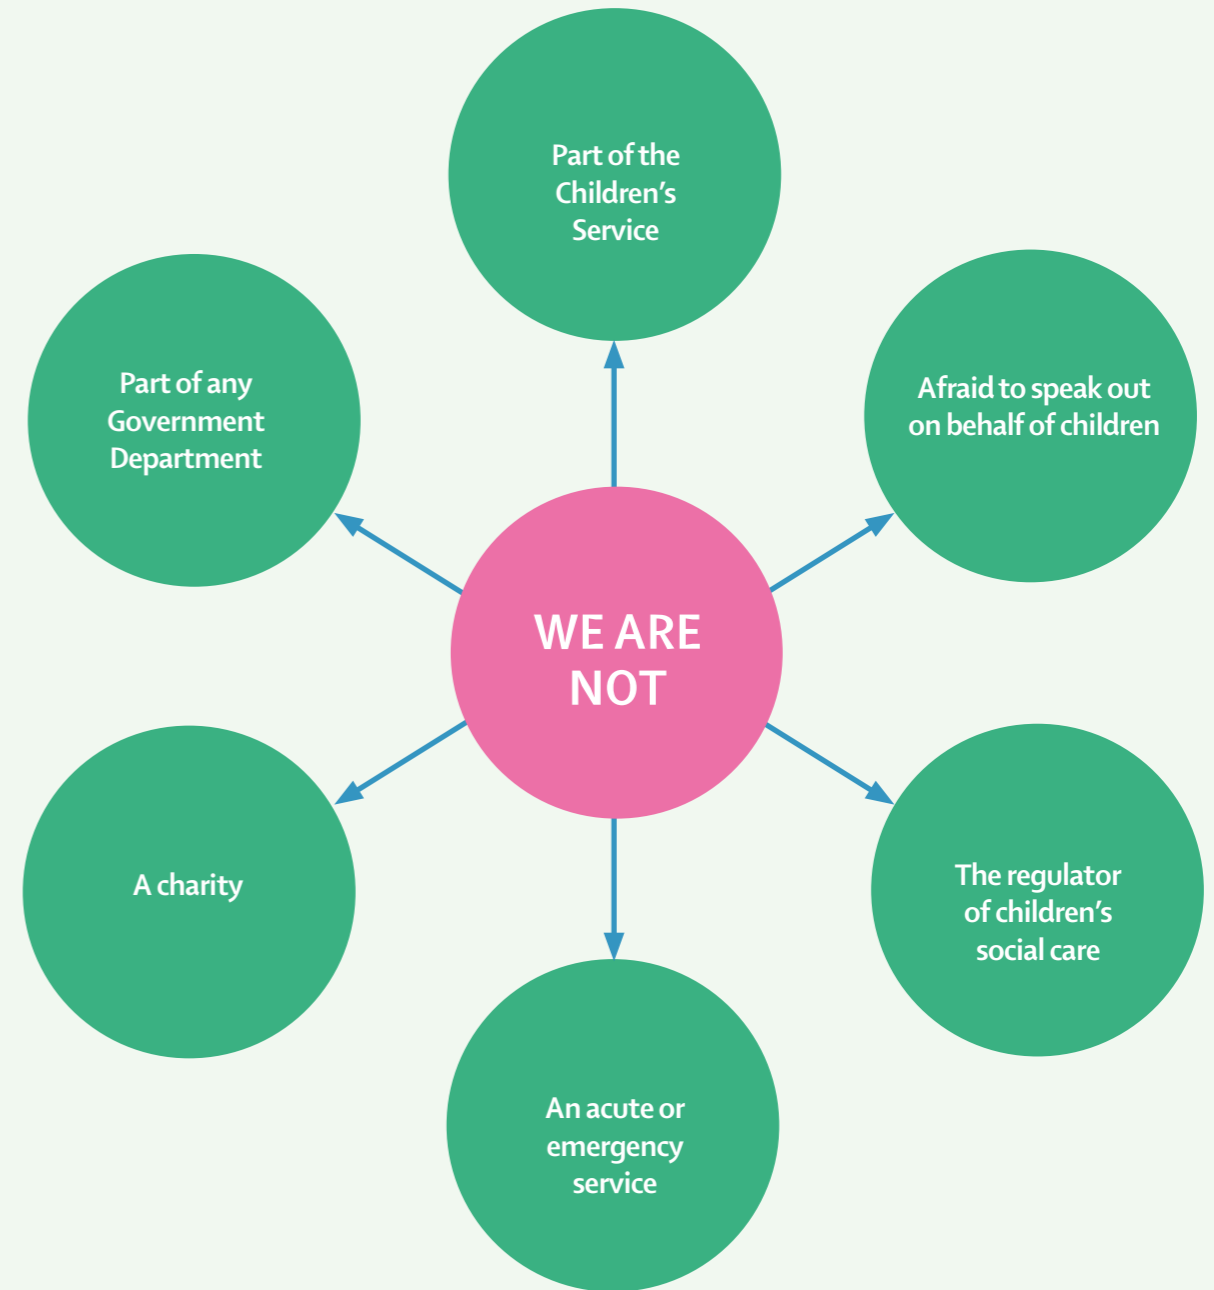 Part of the
Children's
Service
Afraid to speak out
on behalf of children
The regulator
of children's
social care
An acute or
emergency
service
A charity
Part of any
Government
Department
WE ARE
NOT